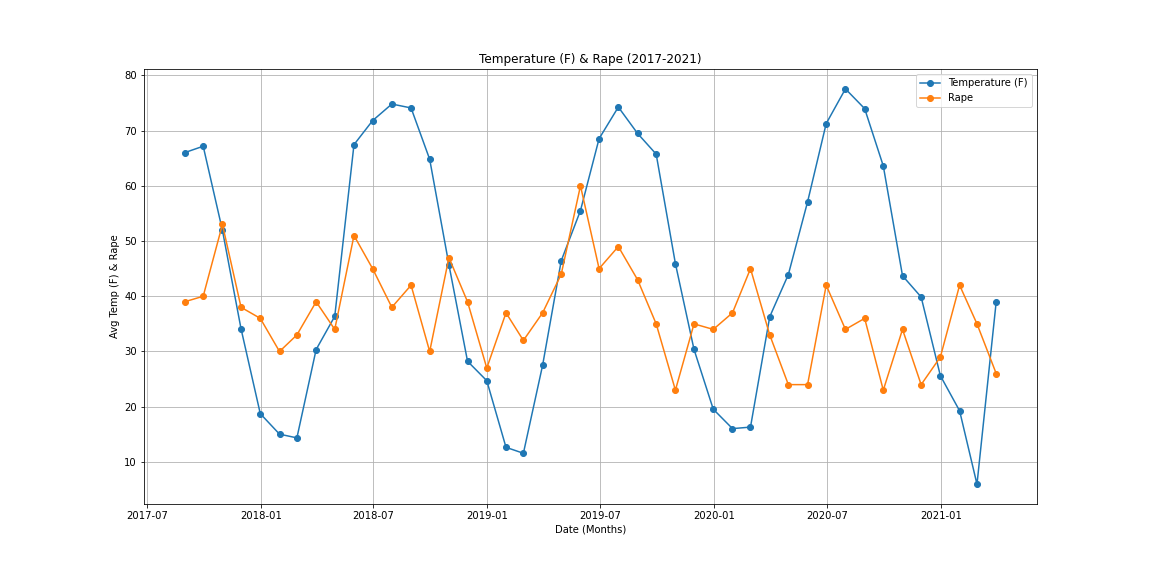 Temperature (F) & Rape (2017-2021)
Temperature (F)
Rape
Avg Temp (F) & Rape
80
70
60
50
40
30
20
10
2017-07 2018-01 2018-07 2019-01 2019-07 2020-01 2020-07 2021-01
Date (Months)